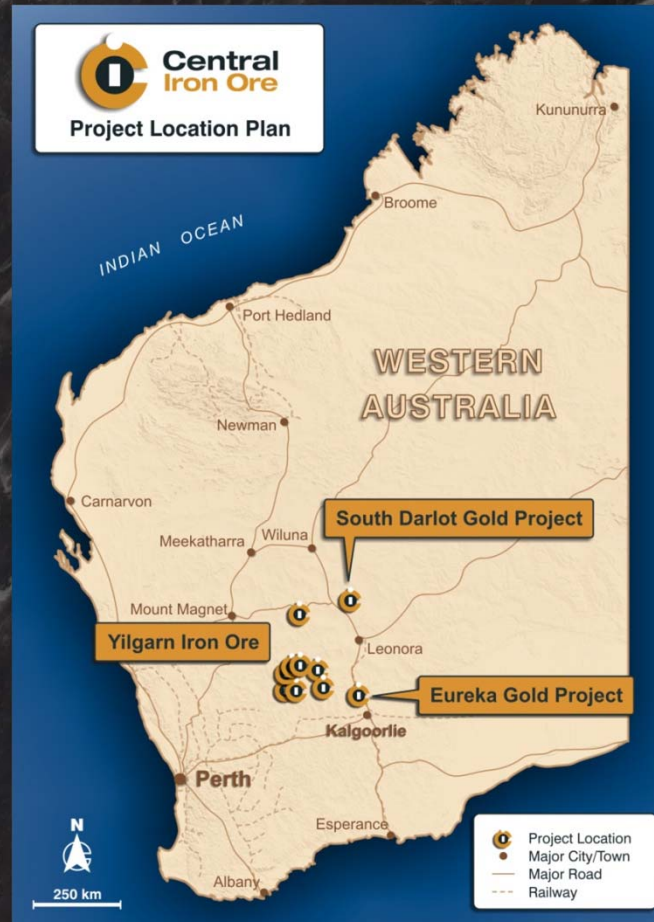 Central
Iron Ore
Project Location Plan
Kununurra
Broome
INDIAN OCEAN
Port Hedland
WESTERN
AUSTRALIA
Newman
Carnarvon
South Darlot Gold Project
Meekatharra
Wiluna
Mount Magnet
Yilgarn Iron Ore
Leonora
Eureka Gold Project
Kalgoorlie
Perth
Esperance
Albany
N
250 km
Project Location
Major City/Town
Major Road
Railway